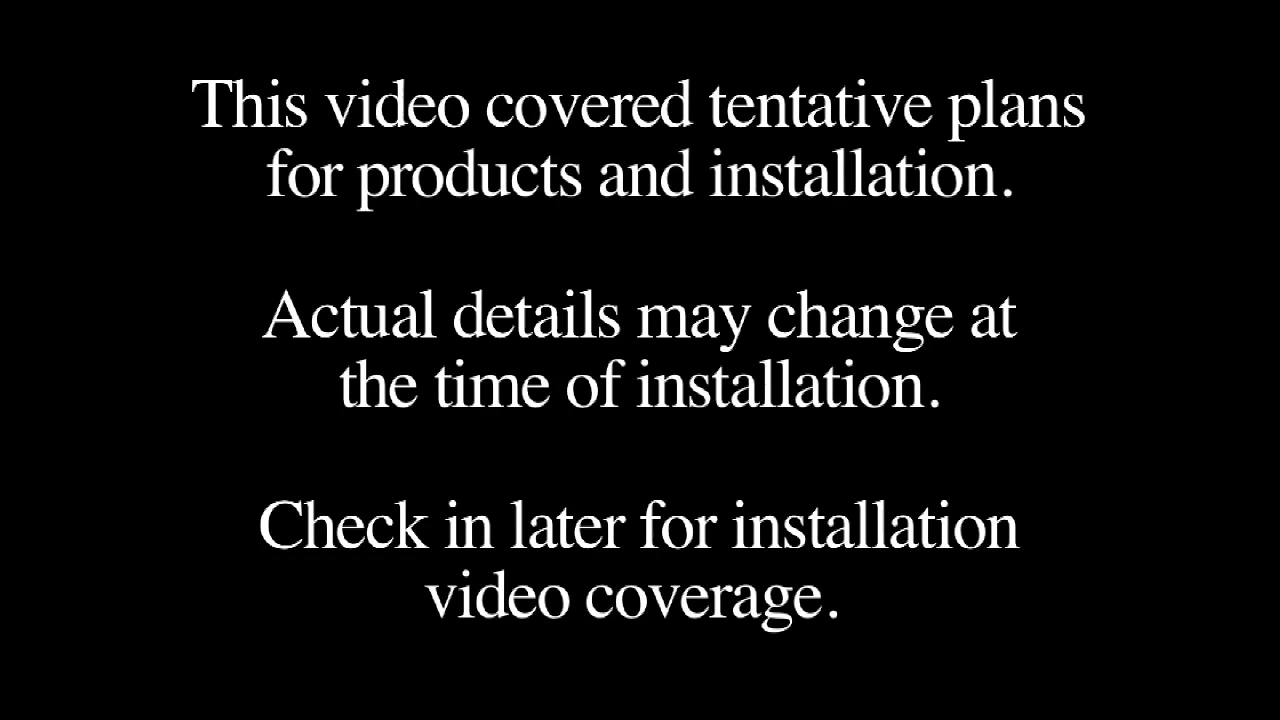 This video covered tentative plans
for products and installation.
Actual details may change at
the time of installation.
Check in later for installation
video coverage.